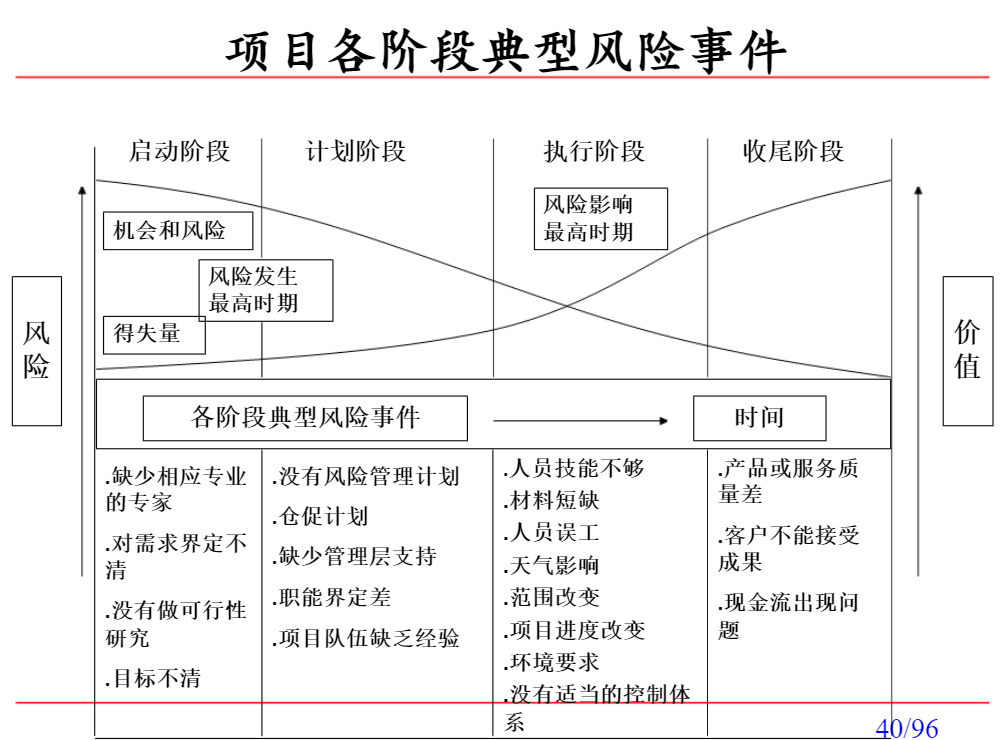 项目各阶段典型风险事件
启动阶段
计划阶段
执行阶段
收尾阶段
机会和风险
风险发生
最高时期
得失量
风险影响
最高时期
风
险
价
值
各阶段典型风险事件
时间
.缺少相应专业
的专家
.对需求界定不
清
.没有做可行性
研究
.目标不清
.没有风险管理计划
.仓促计划
.缺少管理层支持
.职能界定差
.项目队伍缺乏经验
.人员技能不够
.材料短缺
.人员误工
.天气影响
.范围改变
.项目进度改变
.环境要求
.没有适当的控制体
系
.产品或服务质
量差
.客户不能接受
成果
.现金流出现问
题
40/96